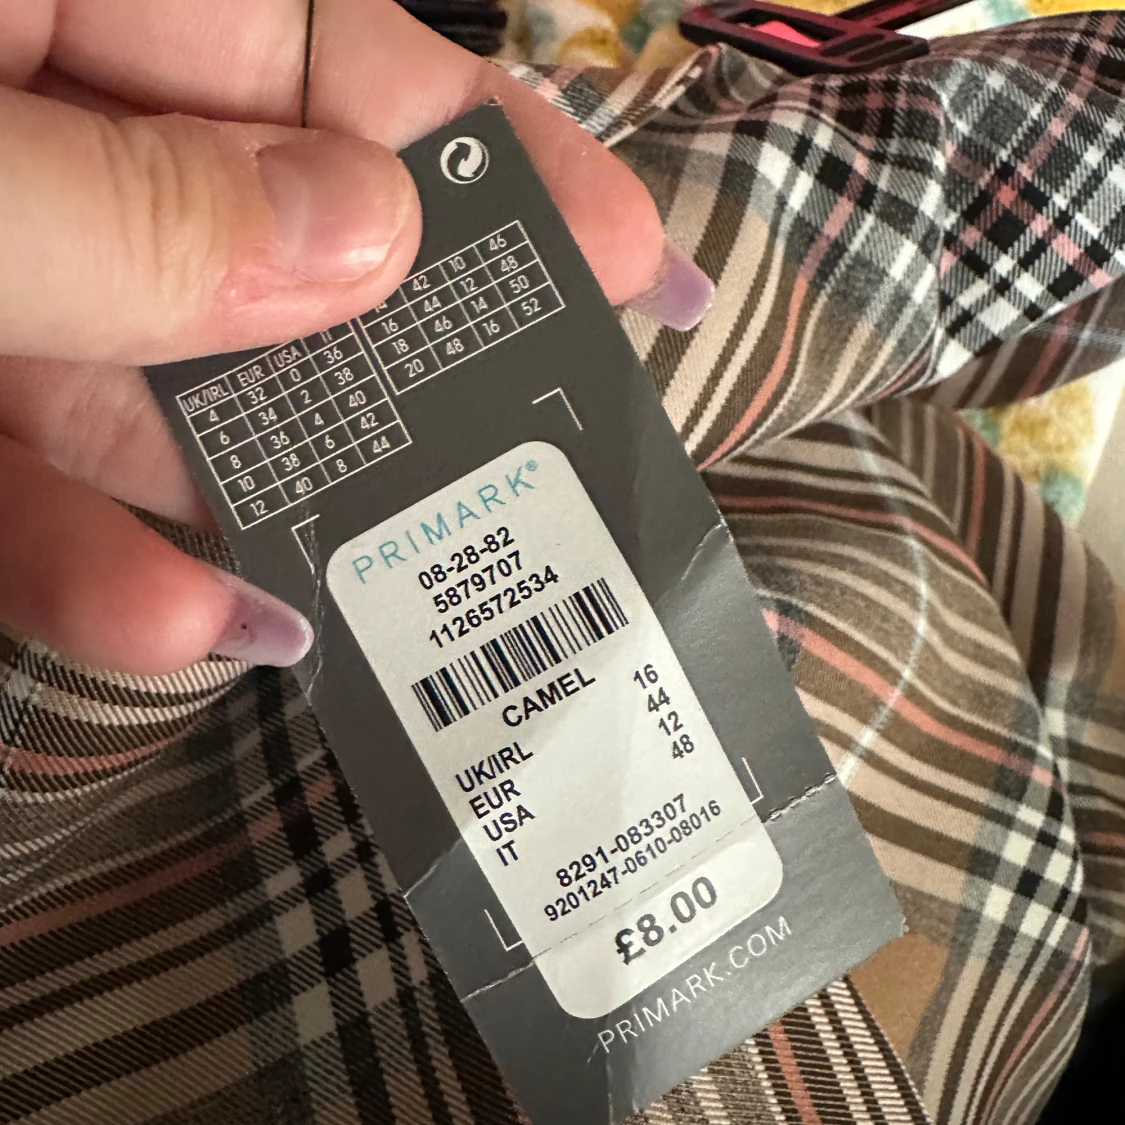 UK/IRL EUR USA IT
4 32 0 36
6 34 2 38
8 36 4 40
10 38 6 42
12 40 8 44
14 42 10 46
16 44 12 48
18 46 14 50
20 48 16 52
PRIMARK®
08-28-82
5879707
1126572534
CAMEL
UK/IRL 16
EUR 44
USA 12
IT 48
8291-083307
9201247-0610-08016
£8.00
PRIMARK.COM